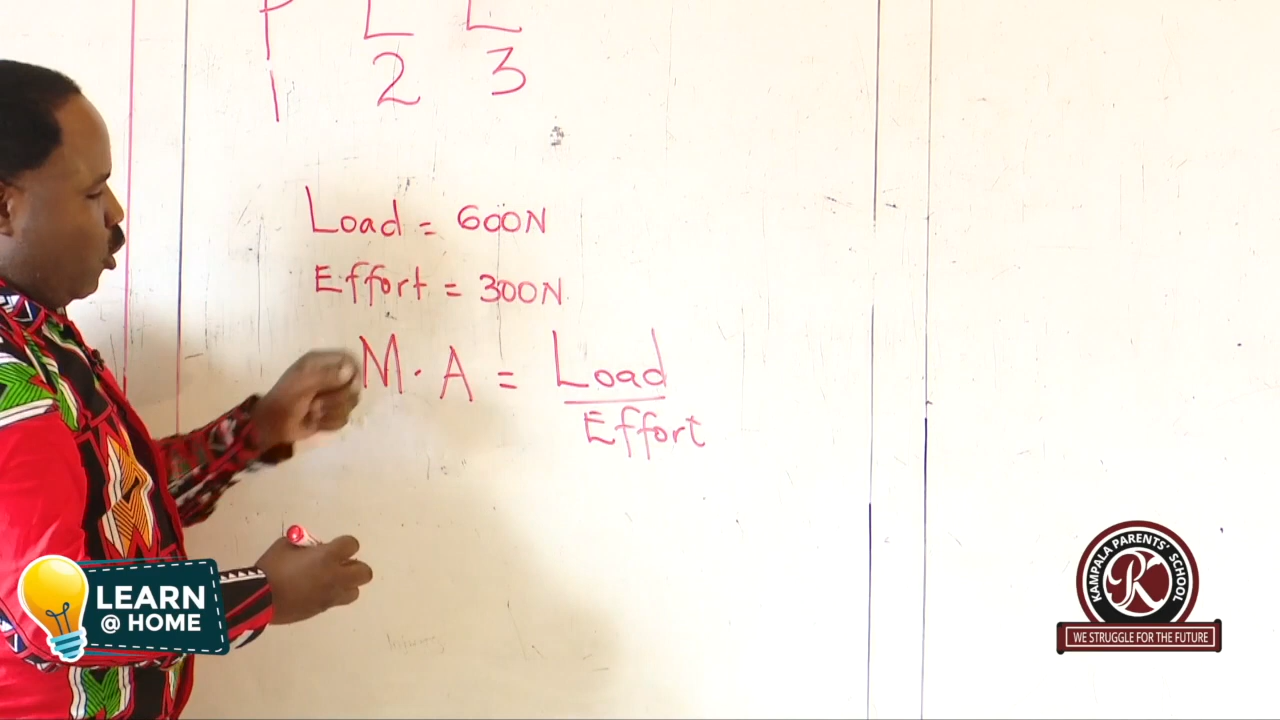 P L L
1 2 3
Load = 600N
Effort = 300N
M.A = Load
Effort
LEARN
@ HOME
KAMPALA PARENTS' SCHOOL
WE STRUGGLE FOR THE FUTURE